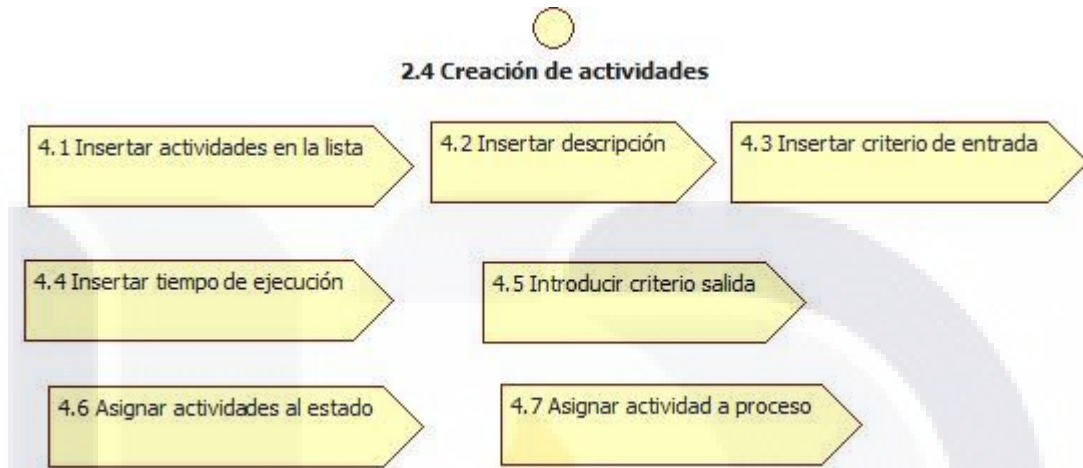 2.4 Creación de actividades
4.1 Insertar actividades en la lista
4.2 Insertar descripción
4.3 Insertar criterio de entrada
4.4 Insertar tiempo de ejecución
4.5 Introducir criterio salida
4.6 Asignar actividades al estado
4.7 Asignar actividad a proceso